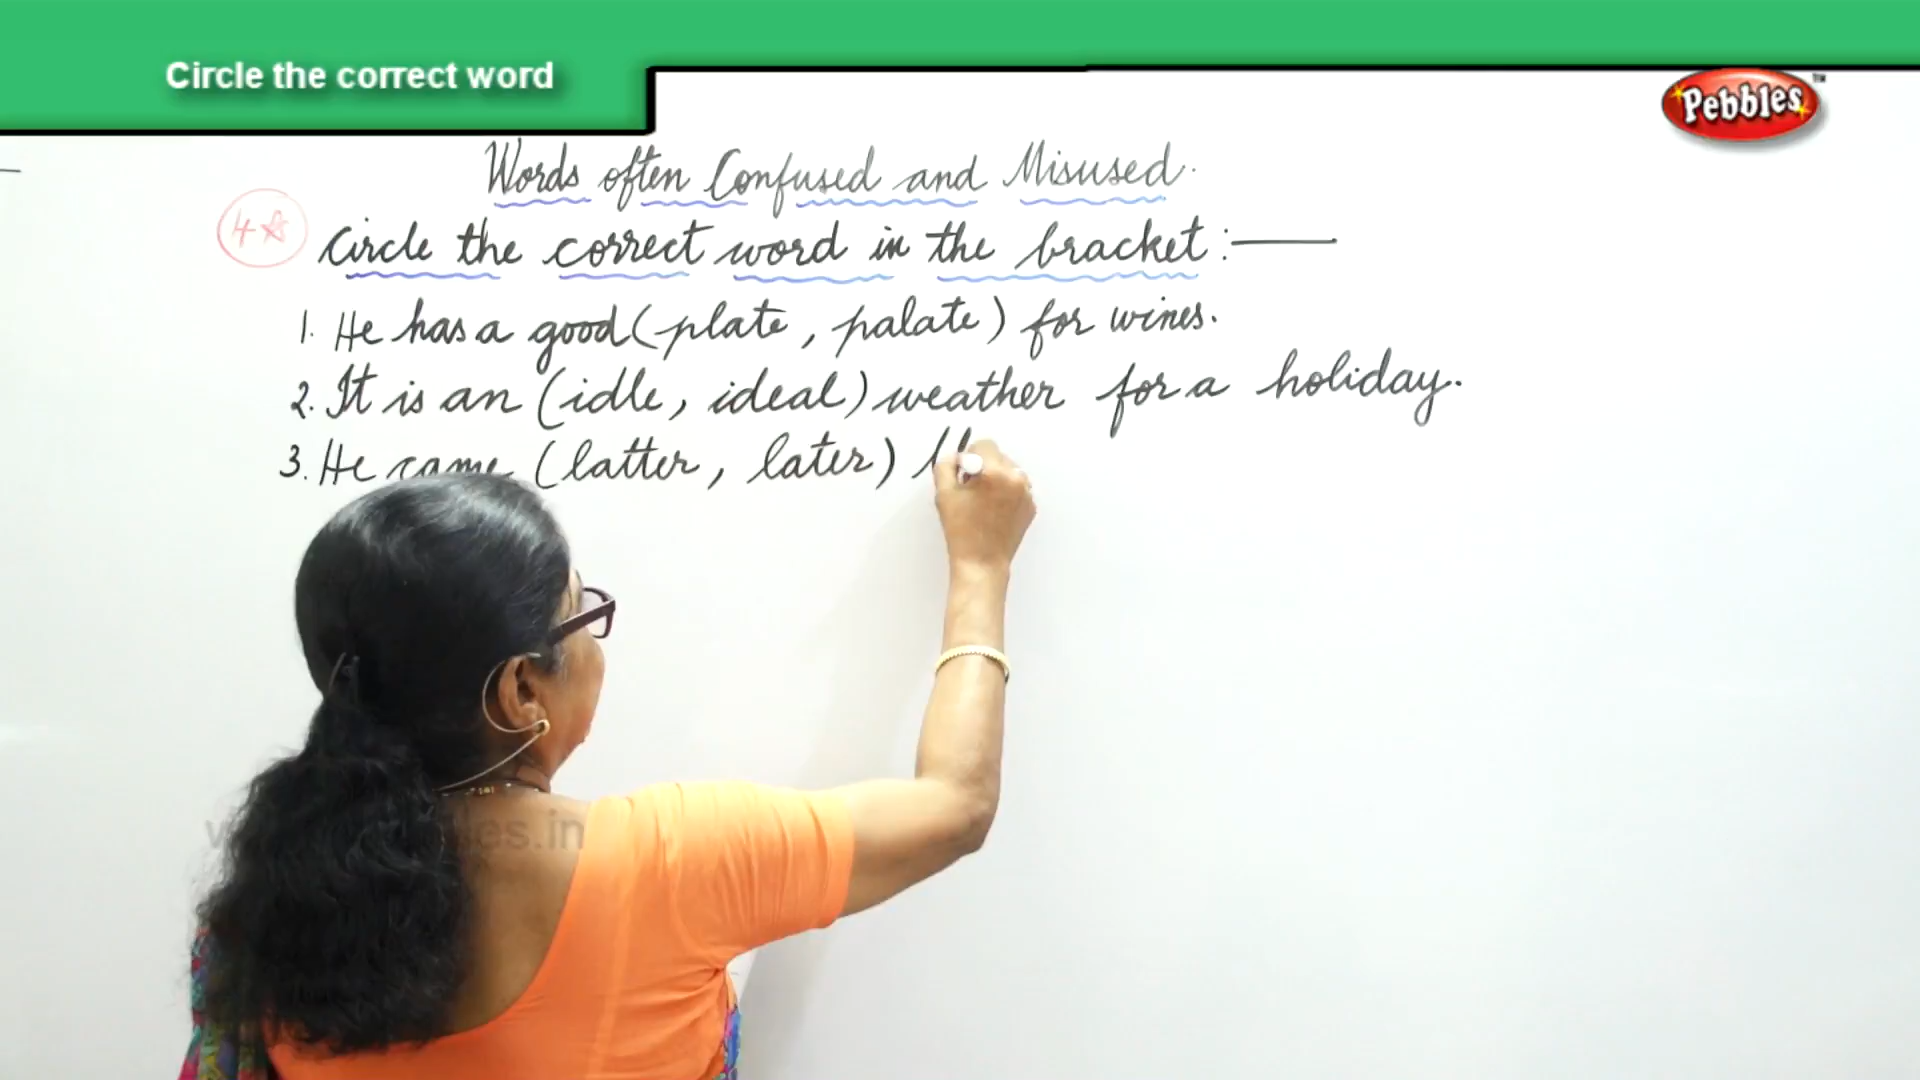 Circle the correct word
Pebbles™
Words often Confused and Misused.
4
Circle the correct word in the bracket:—
1. He has a good (plate, palate) for wines.
2. It is an (idle, ideal) weather for a holiday.
3. He came (latter, later)